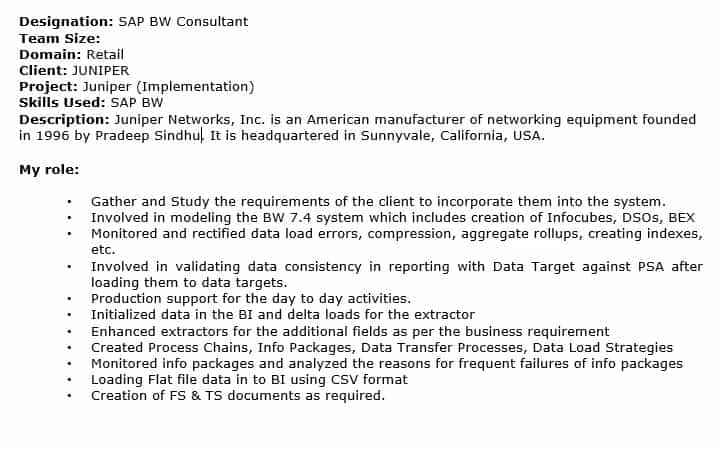 Designation: SAP BW Consultant
Team Size:
Domain: Retail
Client: JUNIPER
Project: Juniper (Implementation)
Skills Used: SAP BW
Description: Juniper Networks, Inc. is an American manufacturer of networking equipment founded
in 1996 by Pradeep Sindhu. It is headquartered in Sunnyvale, California, USA.
My role:
• Gather and Study the requirements of the client to incorporate them into the system.
• Involved in modeling the BW 7.4 system which includes creation of Infocubes, DSOs, BEX
• Monitored and rectified data load errors, compression, aggregate rollups, creating indexes,
etc.
• Involved in validating data consistency in reporting with Data Target against PSA after
loading them to data targets.
• Production support for the day to day activities.
• Initialized data in the BI and delta loads for the extractor
• Enhanced extractors for the additional fields as per the business requirement
• Created Process Chains, Info Packages, Data Transfer Processes, Data Load Strategies
• Monitored info packages and analyzed the reasons for frequent failures of info packages
• Loading Flat file data in to BI using CSV format
• Creation of FS & TS documents as required.